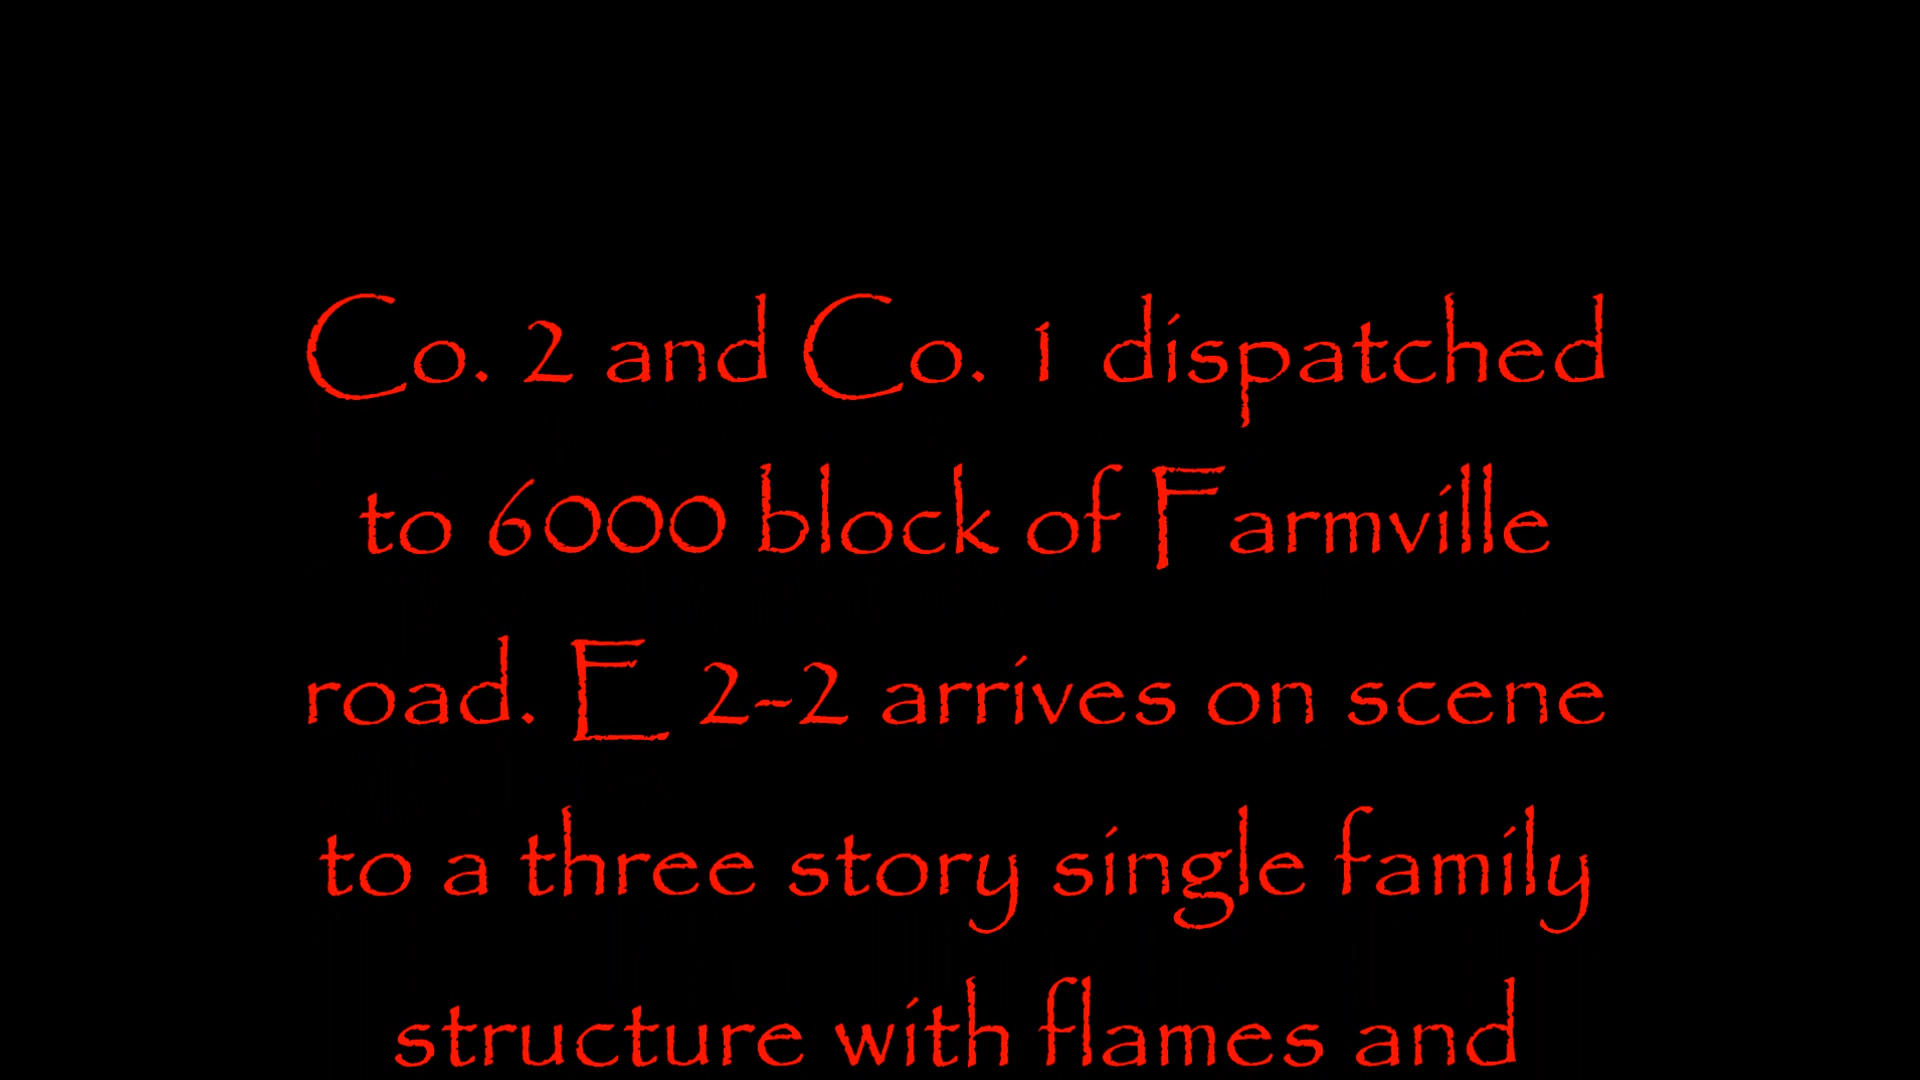 Co. 2 and Co. 1 dispatched
to 6000 block of Farmville
road. E 2-2 arrives on scene
to a three story single family
structure with flames and